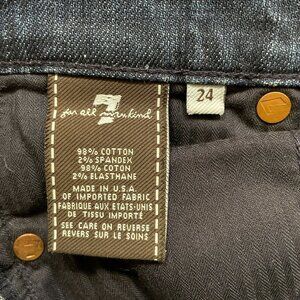 7
for all mankind
24
98% COTTON
2% SPANDEX
98% COTON
2% ELASTHANE
MADE IN U.S.A.
OF IMPORTED FABRIC
FABRIQUE AUX ETATS-UNIS
DE TISSU IMPORTÉ
SEE CARE ON REVERSE
REVERS POUR LE SOINS